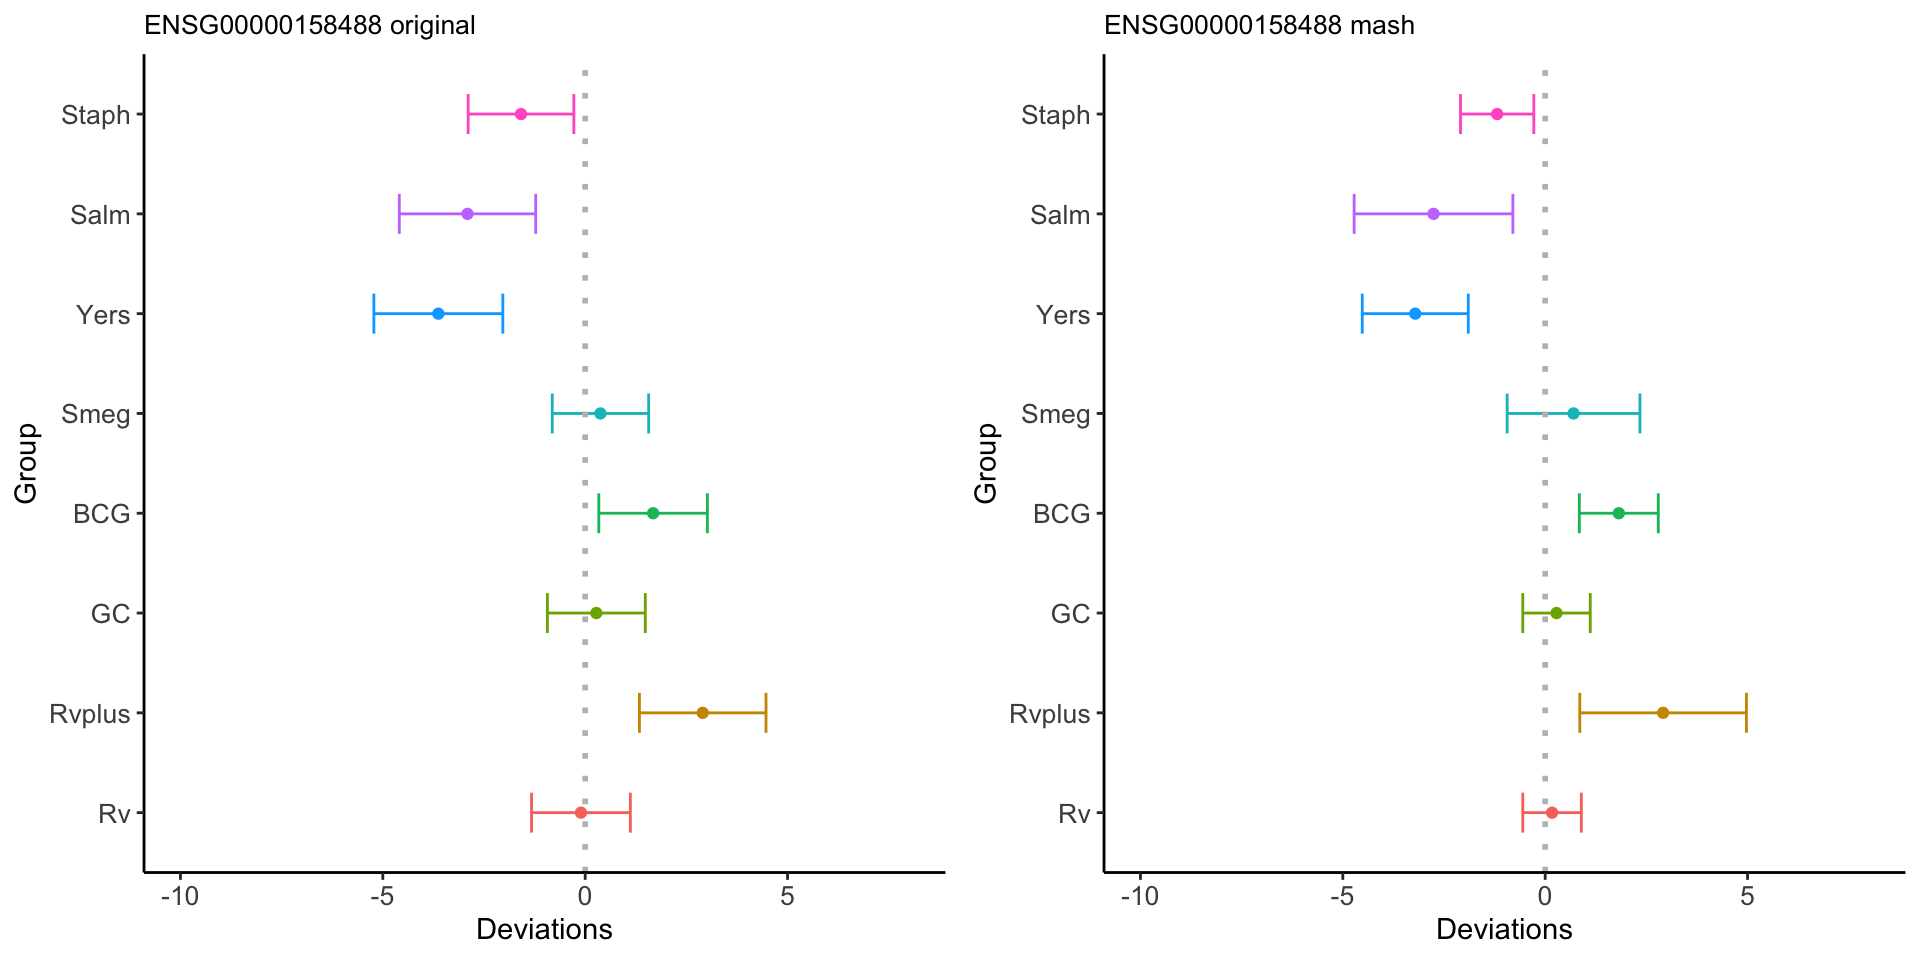 ENSG00000158488 original
Staph
Salm
Yers
Smeg
BCG
GC
Rvplus
Rv
Group
-10 -5 0 5
Deviations
ENSG00000158488 mash
Staph
Salm
Yers
Smeg
BCG
GC
Rvplus
Rv
Group
-10 -5 0 5
Deviations